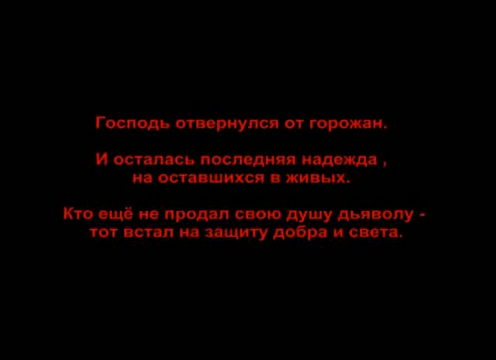 Господь отвернулся от горожан.
И осталась последняя надежда ,
на оставшихся в живых.
Кто ещё не продал свою душу дьяволу -
тот встал на защиту добра и света.